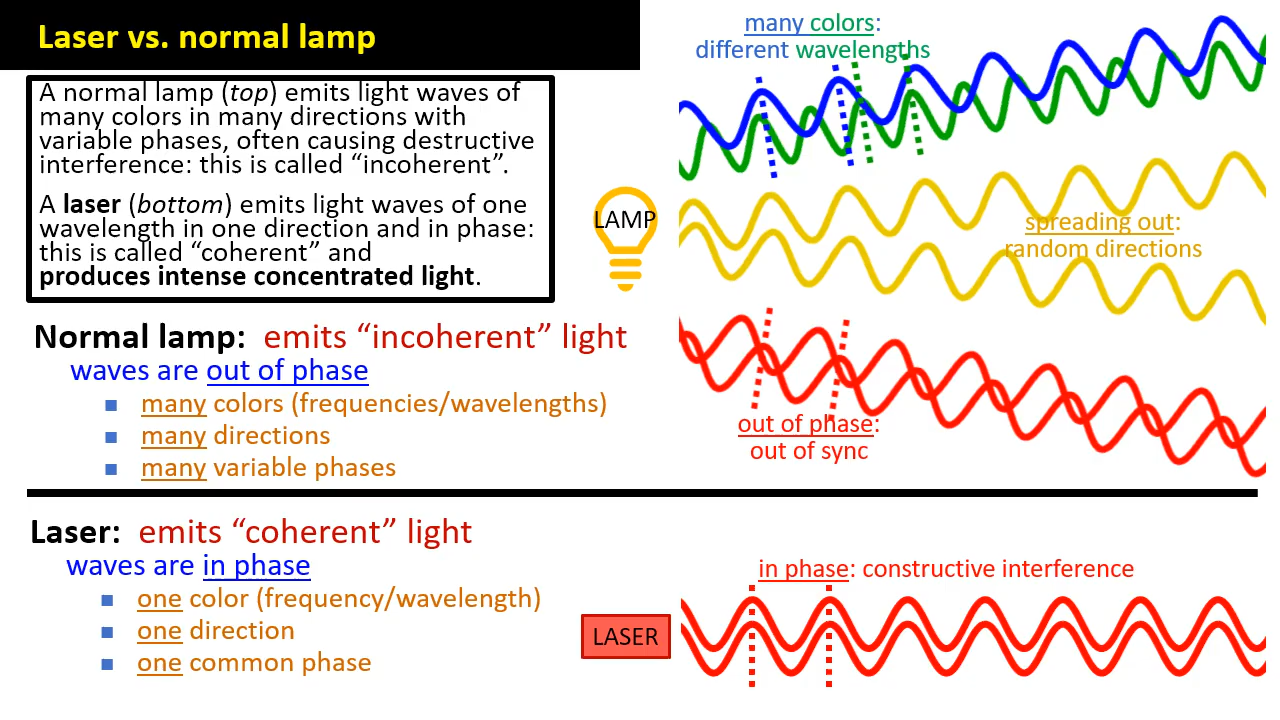 Laser vs. normal lamp
A normal lamp (top) emits light waves of
many colors in many directions with
variable phases, often causing destructive
interference: this is called “incoherent”.
A laser (bottom) emits light waves of one
wavelength in one direction and in phase:
this is called “coherent” and
produces intense concentrated light.
many colors:
different wavelengths
LAMP
spreading out:
random directions
out of phase:
out of sync
Normal lamp: emits “incoherent” light
waves are out of phase
■ many colors (frequencies/wavelengths)
■ many directions
■ many variable phases
Laser: emits “coherent” light
waves are in phase
■ one color (frequency/wavelength)
■ one direction
■ one common phase
in phase: constructive interference
LASER